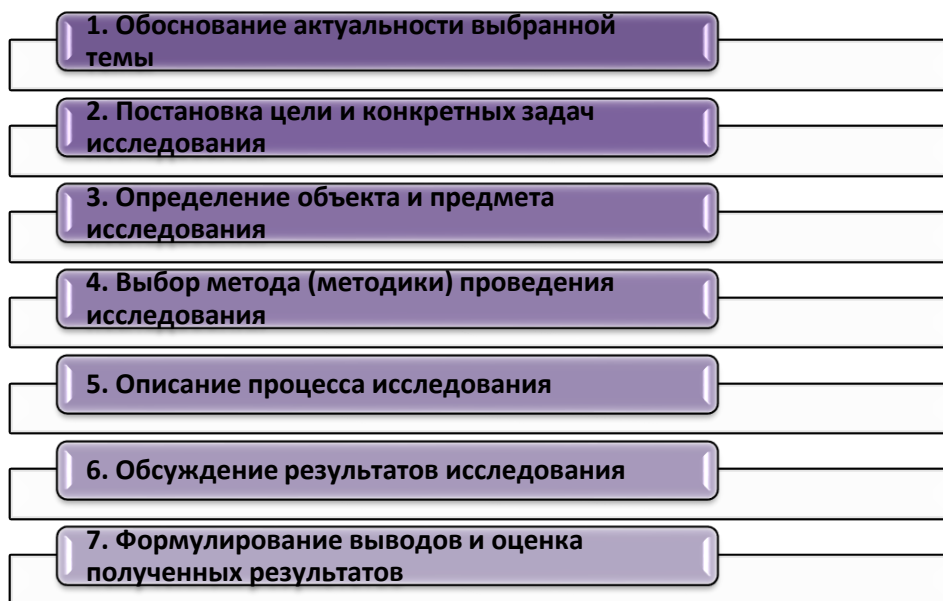 1. Обоснование актуальности выбранной
темы
2. Постановка цели и конкретных задач
исследования
3. Определение объекта и предмета
исследования
4. Выбор метода (методики) проведения
исследования
5. Описание процесса исследования
6. Обсуждение результатов исследования
7. Формулирование выводов и оценка
полученных результатов